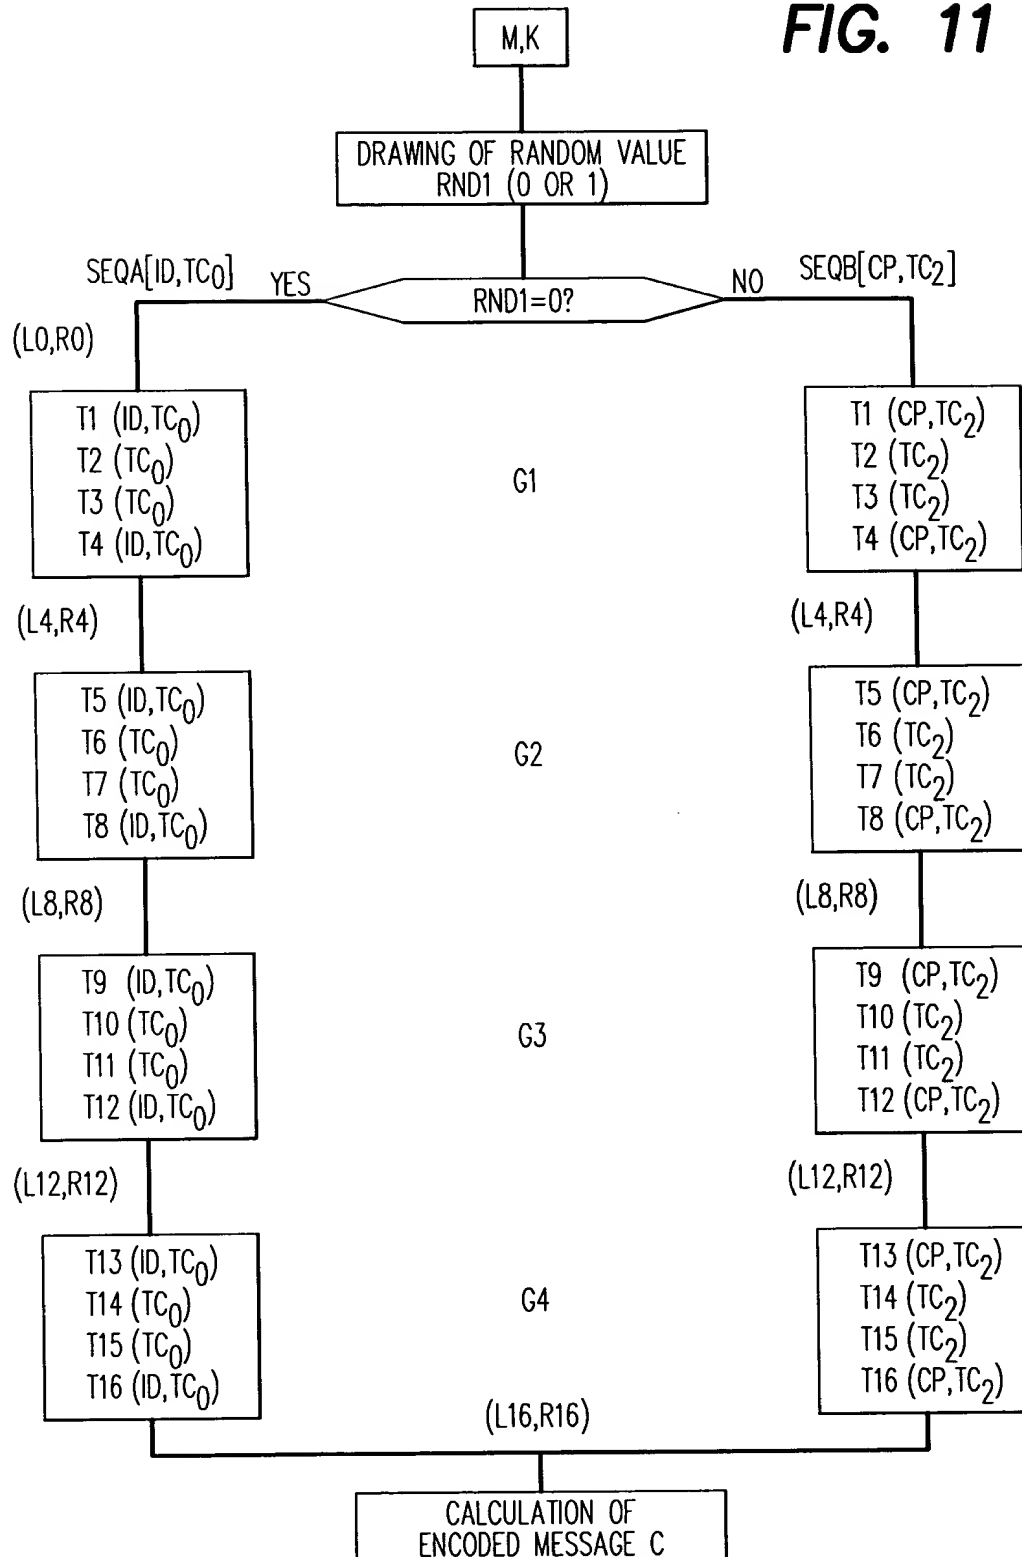 FIG. 11
M,K
DRAWING OF RANDOM VALUE
RND1 (0 OR 1)
SEQA[ID,TC0]
YES
RND1=0?
NO
SEQB[CP,TC2]
(L0,R0)
T1 (ID,TC0)
T2 (TC0)
T3 (TC0)
T4 (ID,TC0)
G1
T1 (CP,TC2)
T2 (TC2)
T3 (TC2)
T4 (CP,TC2)
(L4,R4)
(L4,R4)
T5 (ID,TC0)
T6 (TC0)
T7 (TC0)
T8 (ID,TC0)
G2
T5 (CP,TC2)
T6 (TC2)
T7 (TC2)
T8 (CP,TC2)
(L8,R8)
(L8,R8)
T9 (ID,TC0)
T10 (TC0)
T11 (TC0)
T12 (ID,TC0)
G3
T9 (CP,TC2)
T10 (TC2)
T11 (TC2)
T12 (CP,TC2)
(L12,R12)
(L12,R12)
T13 (ID,TC0)
T14 (TC0)
T15 (TC0)
T16 (ID,TC0)
G4
T13 (CP,TC2)
T14 (TC2)
T15 (TC2)
T16 (CP,TC2)
(L16,R16)
CALCULATION OF
ENCODED MESSAGE C